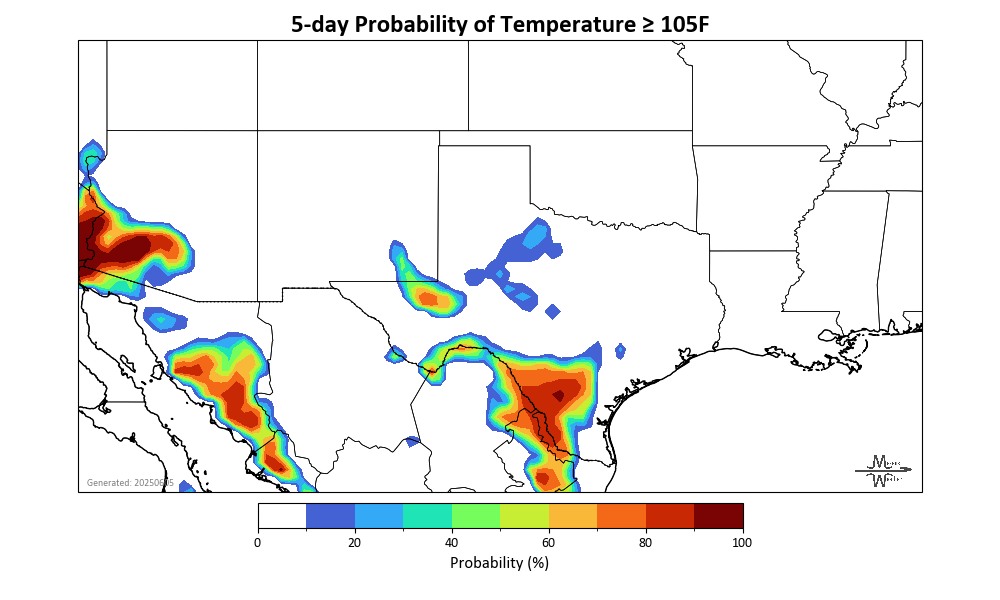 5-day Probability of Temperature ≥ 105F
Generated: 20250605
0 20 40 60 80 100
Probability (%)